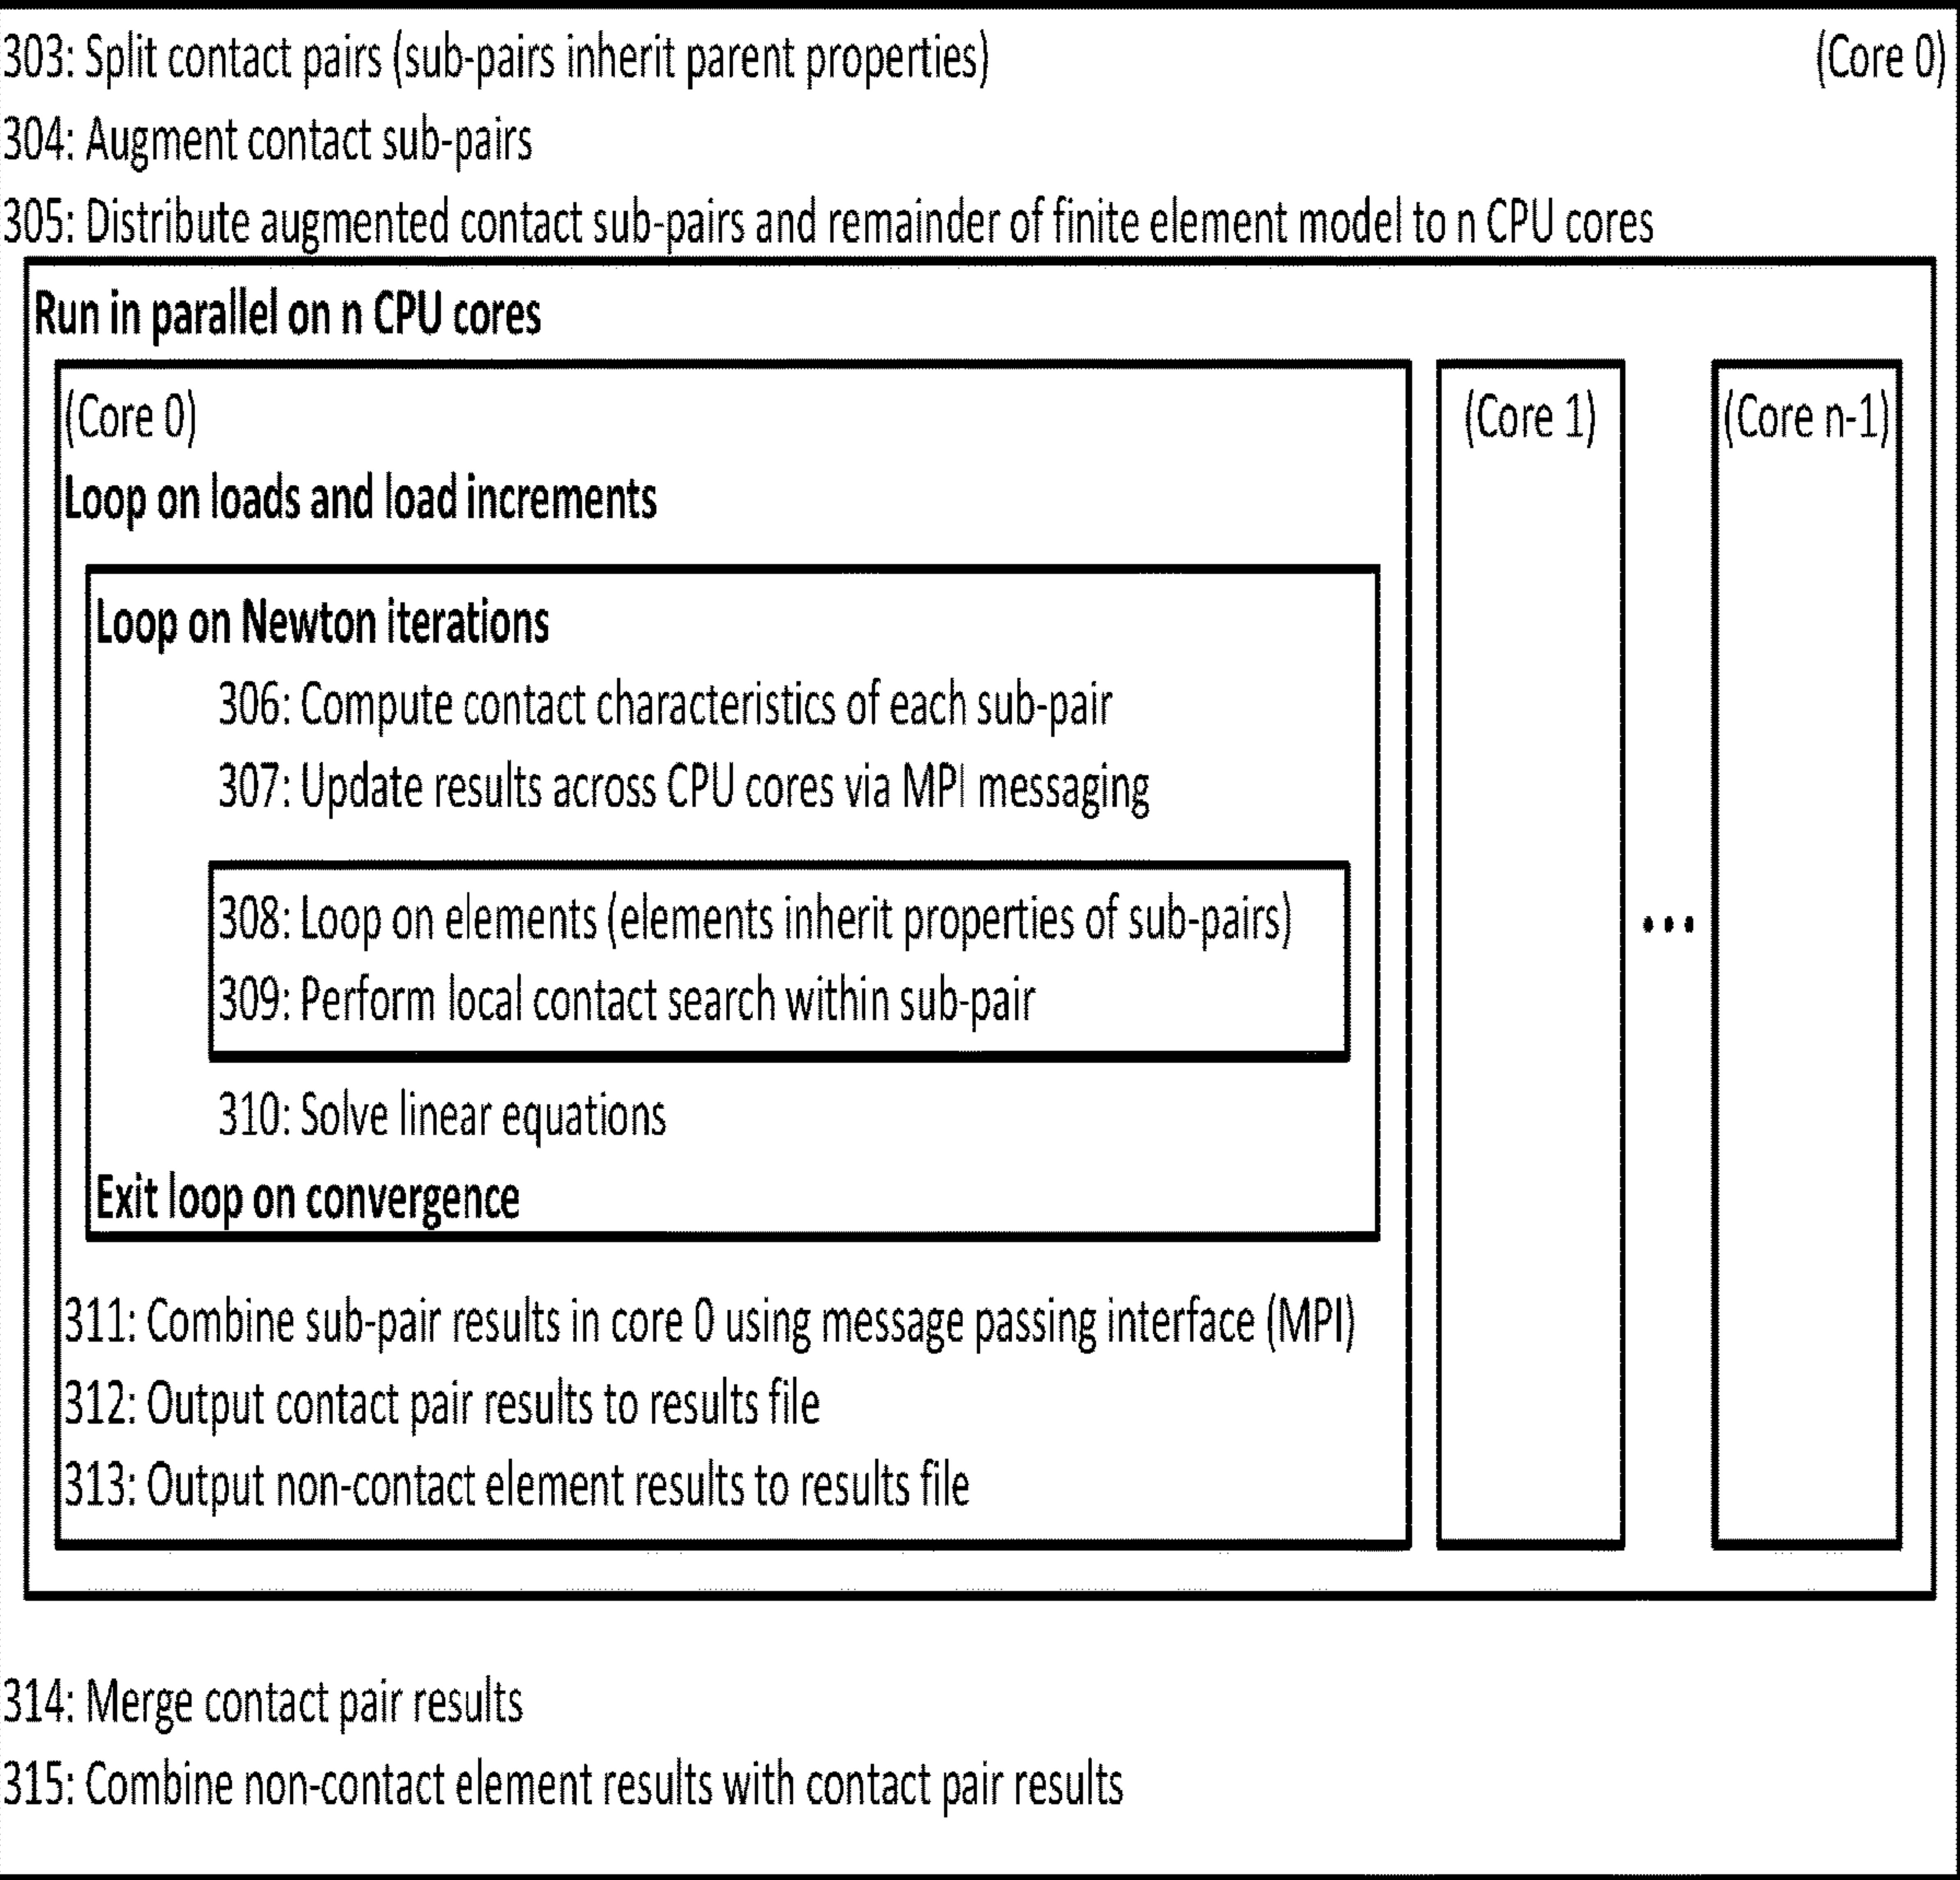 303: Split contact pairs (sub-pairs inherit parent properties) (Core 0)
304: Augment contact sub-pairs
305: Distribute augmented contact sub-pairs and remainder of finite element model to n CPU cores
Run in parallel on n CPU cores
(Core 0) (Core 1) (Core n-1)
Loop on loads and load increments
Loop on Newton iterations
306: Compute contact characteristics of each sub-pair
307: Update results across CPU cores via MPI messaging
308: Loop on elements (elements inherit properties of sub-pairs)
...
309: Perform local contact search within sub-pair
310: Solve linear equations
Exit loop on convergence
311: Combine sub-pair results in core 0 using message passing interface (MPI)
312: Output contact pair results to results file
313: Output non-contact element results to results file
314: Merge contact pair results
315: Combine non-contact element results with contact pair results